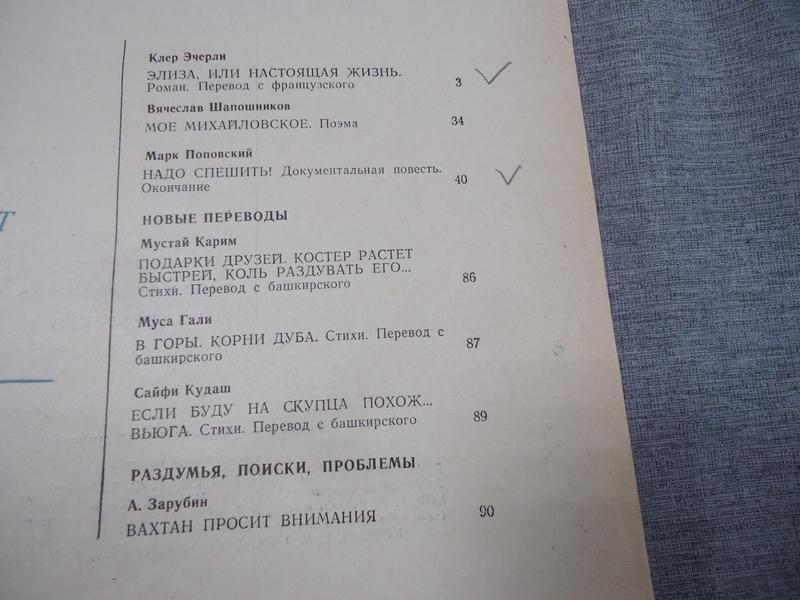 Клер Эчерли
ЭЛИЗА, ИЛИ НАСТОЯЩАЯ ЖИЗНЬ.
Роман. Перевод с французского 3
Вячеслав Шапошников
МОЕ МИХАЙЛОВСКОЕ. Поэма 34
Марк Поповский
НАДО СПЕШИТЬ! Документальная повесть.
Окончание 40
НОВЫЕ ПЕРЕВОДЫ
Мустай Карим
ПОДАРКИ ДРУЗЕЙ. КОСТЕР РАСТЕТ
БЫСТРЕЙ, КОЛЬ РАЗДУВАТЬ ЕГО...
Стихи. Перевод с башкирского 86
Муса Гали
В ГОРЫ. КОРНИ ДУБА. Стихи. Перевод с
башкирского 87
Сайфи Кудаш
ЕСЛИ БУДУ НА СКУПЦА ПОХОЖ...
ВЬЮГА. Стихи. Перевод с башкирского 89
РАЗДУМЬЯ, ПОИСКИ, ПРОБЛЕМЫ
А. Зарубин
ВАХТАН ПРОСИТ ВНИМАНИЯ 90